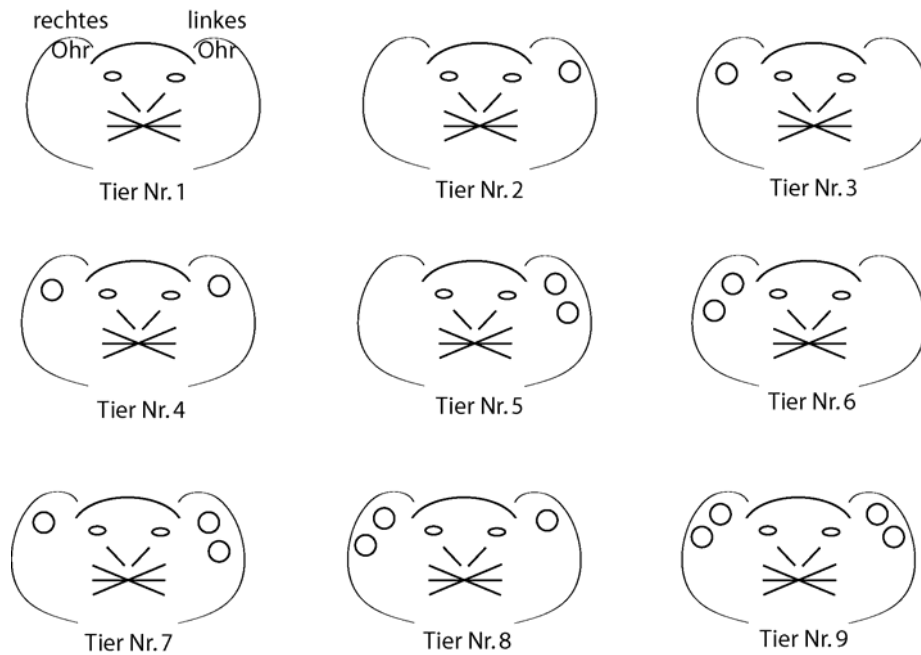 rechtes
Ohr
linkes
Ohr
Tier Nr. 1
Tier Nr. 2
Tier Nr. 3
Tier Nr. 4
Tier Nr. 5
Tier Nr. 6
Tier Nr. 7
Tier Nr. 8
Tier Nr. 9